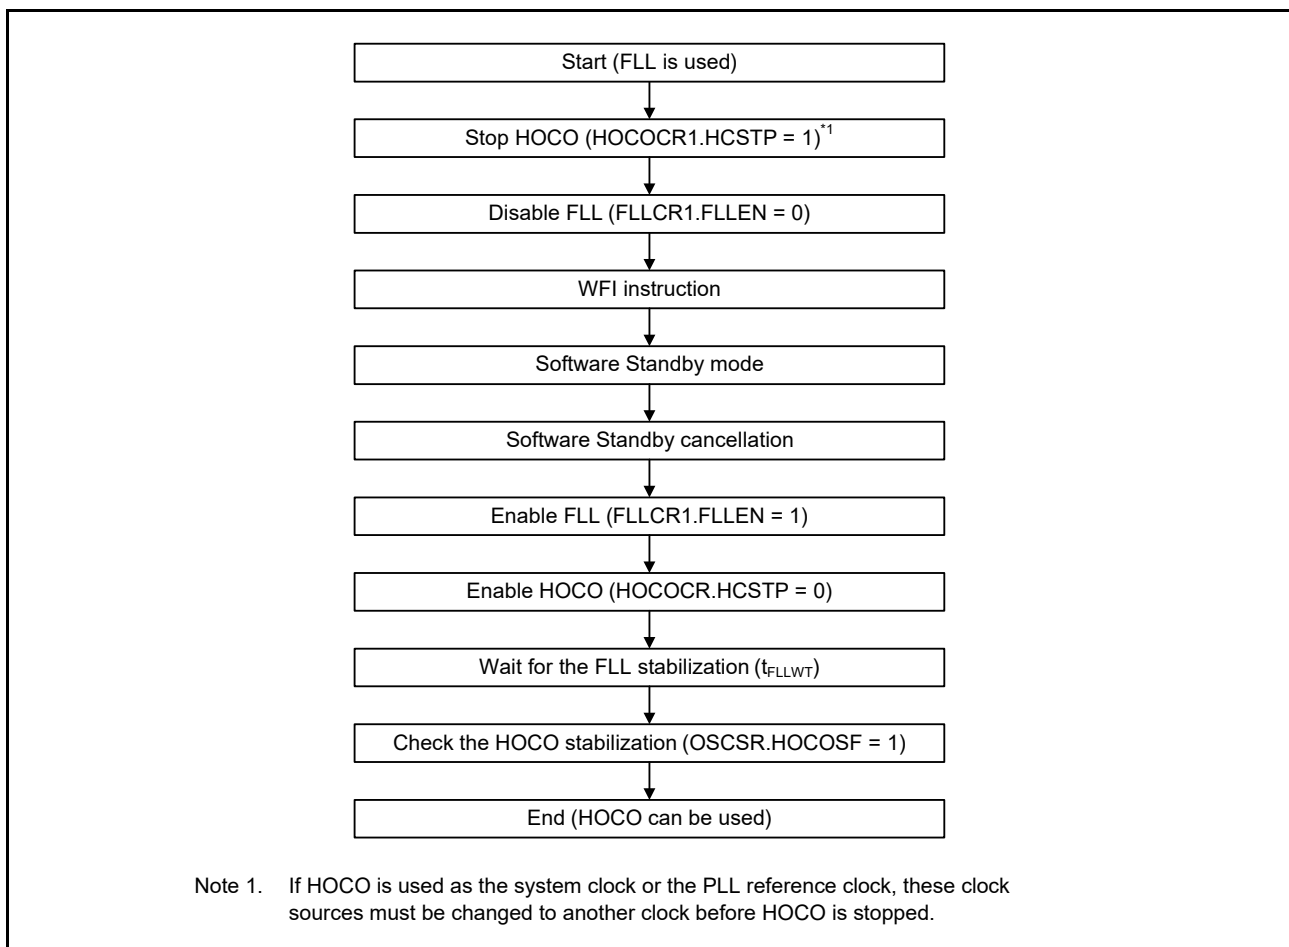 Start (FLL is used)
Stop HOCO (HOCOCR1.HCSTP = 1)*1
Disable FLL (FLLCR1.FLLEN = 0)
WFI instruction
Software Standby mode
Software Standby cancellation
Enable FLL (FLLCR1.FLLEN = 1)
Enable HOCO (HOCOCR.HCSTP = 0)
Wait for the FLL stabilization (tFLLWT)
Check the HOCO stabilization (OSCSR.HOCOSF = 1)
End (HOCO can be used)
Note 1. If HOCO is used as the system clock or the PLL reference clock, these clock
sources must be changed to another clock before HOCO is stopped.